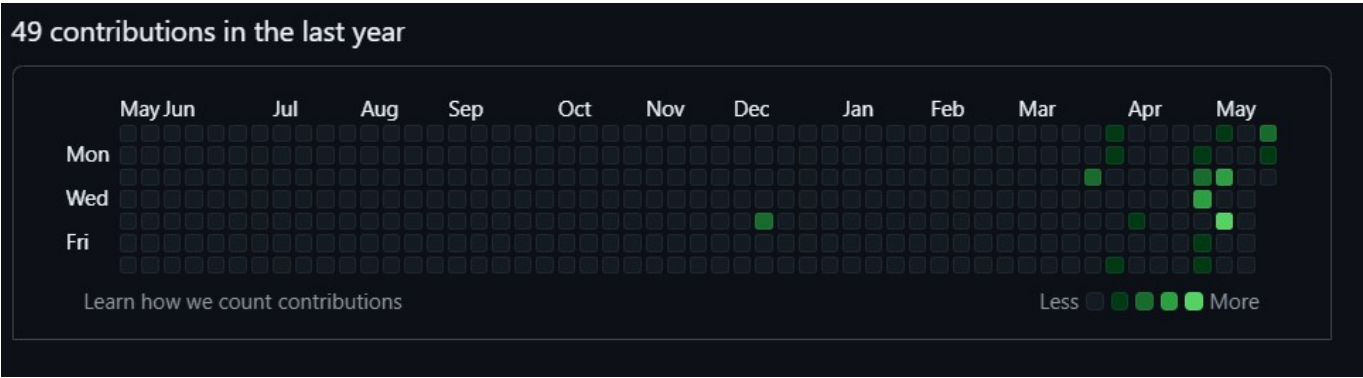 49 contributions in the last year
May Jun Jul Aug Sep Oct Nov Dec Jan Feb Mar Apr May
Mon
Wed
Fri
Learn how we count contributions Less More